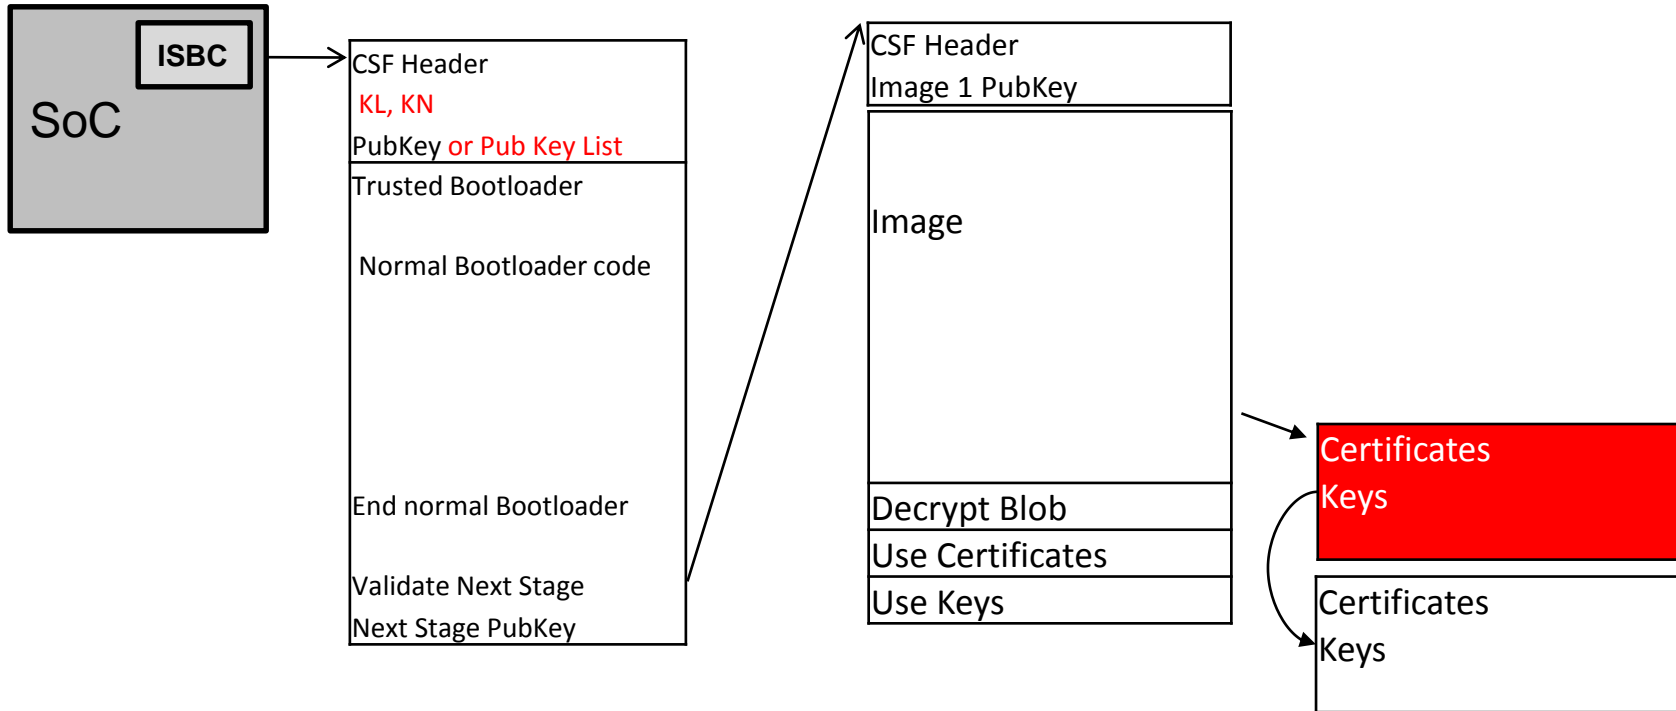 ISBC
SoC
CSF Header
KL, KN
PubKey or Pub Key List
Trusted Bootloader
Normal Bootloader code
End normal Bootloader
Validate Next Stage
Next Stage PubKey
CSF Header
Image 1 PubKey
Image
Decrypt Blob
Use Certificates
Use Keys
Certificates
Keys
Certificates
Keys